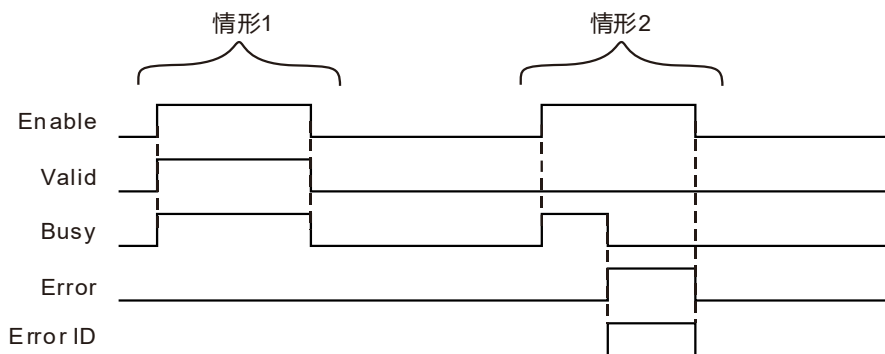 情形1
情形2
Enable
Valid
Busy
Error
Error ID